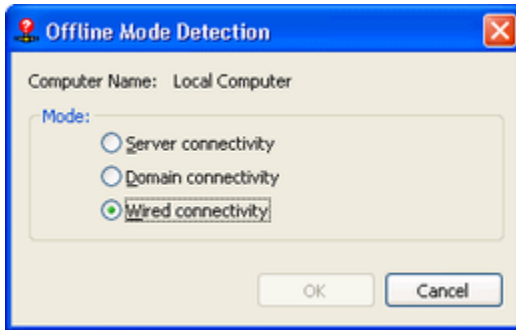 Offline Mode Detection
Computer Name: Local Computer
Mode:
Server connectivity
Domain connectivity
Wired connectivity
OK Cancel